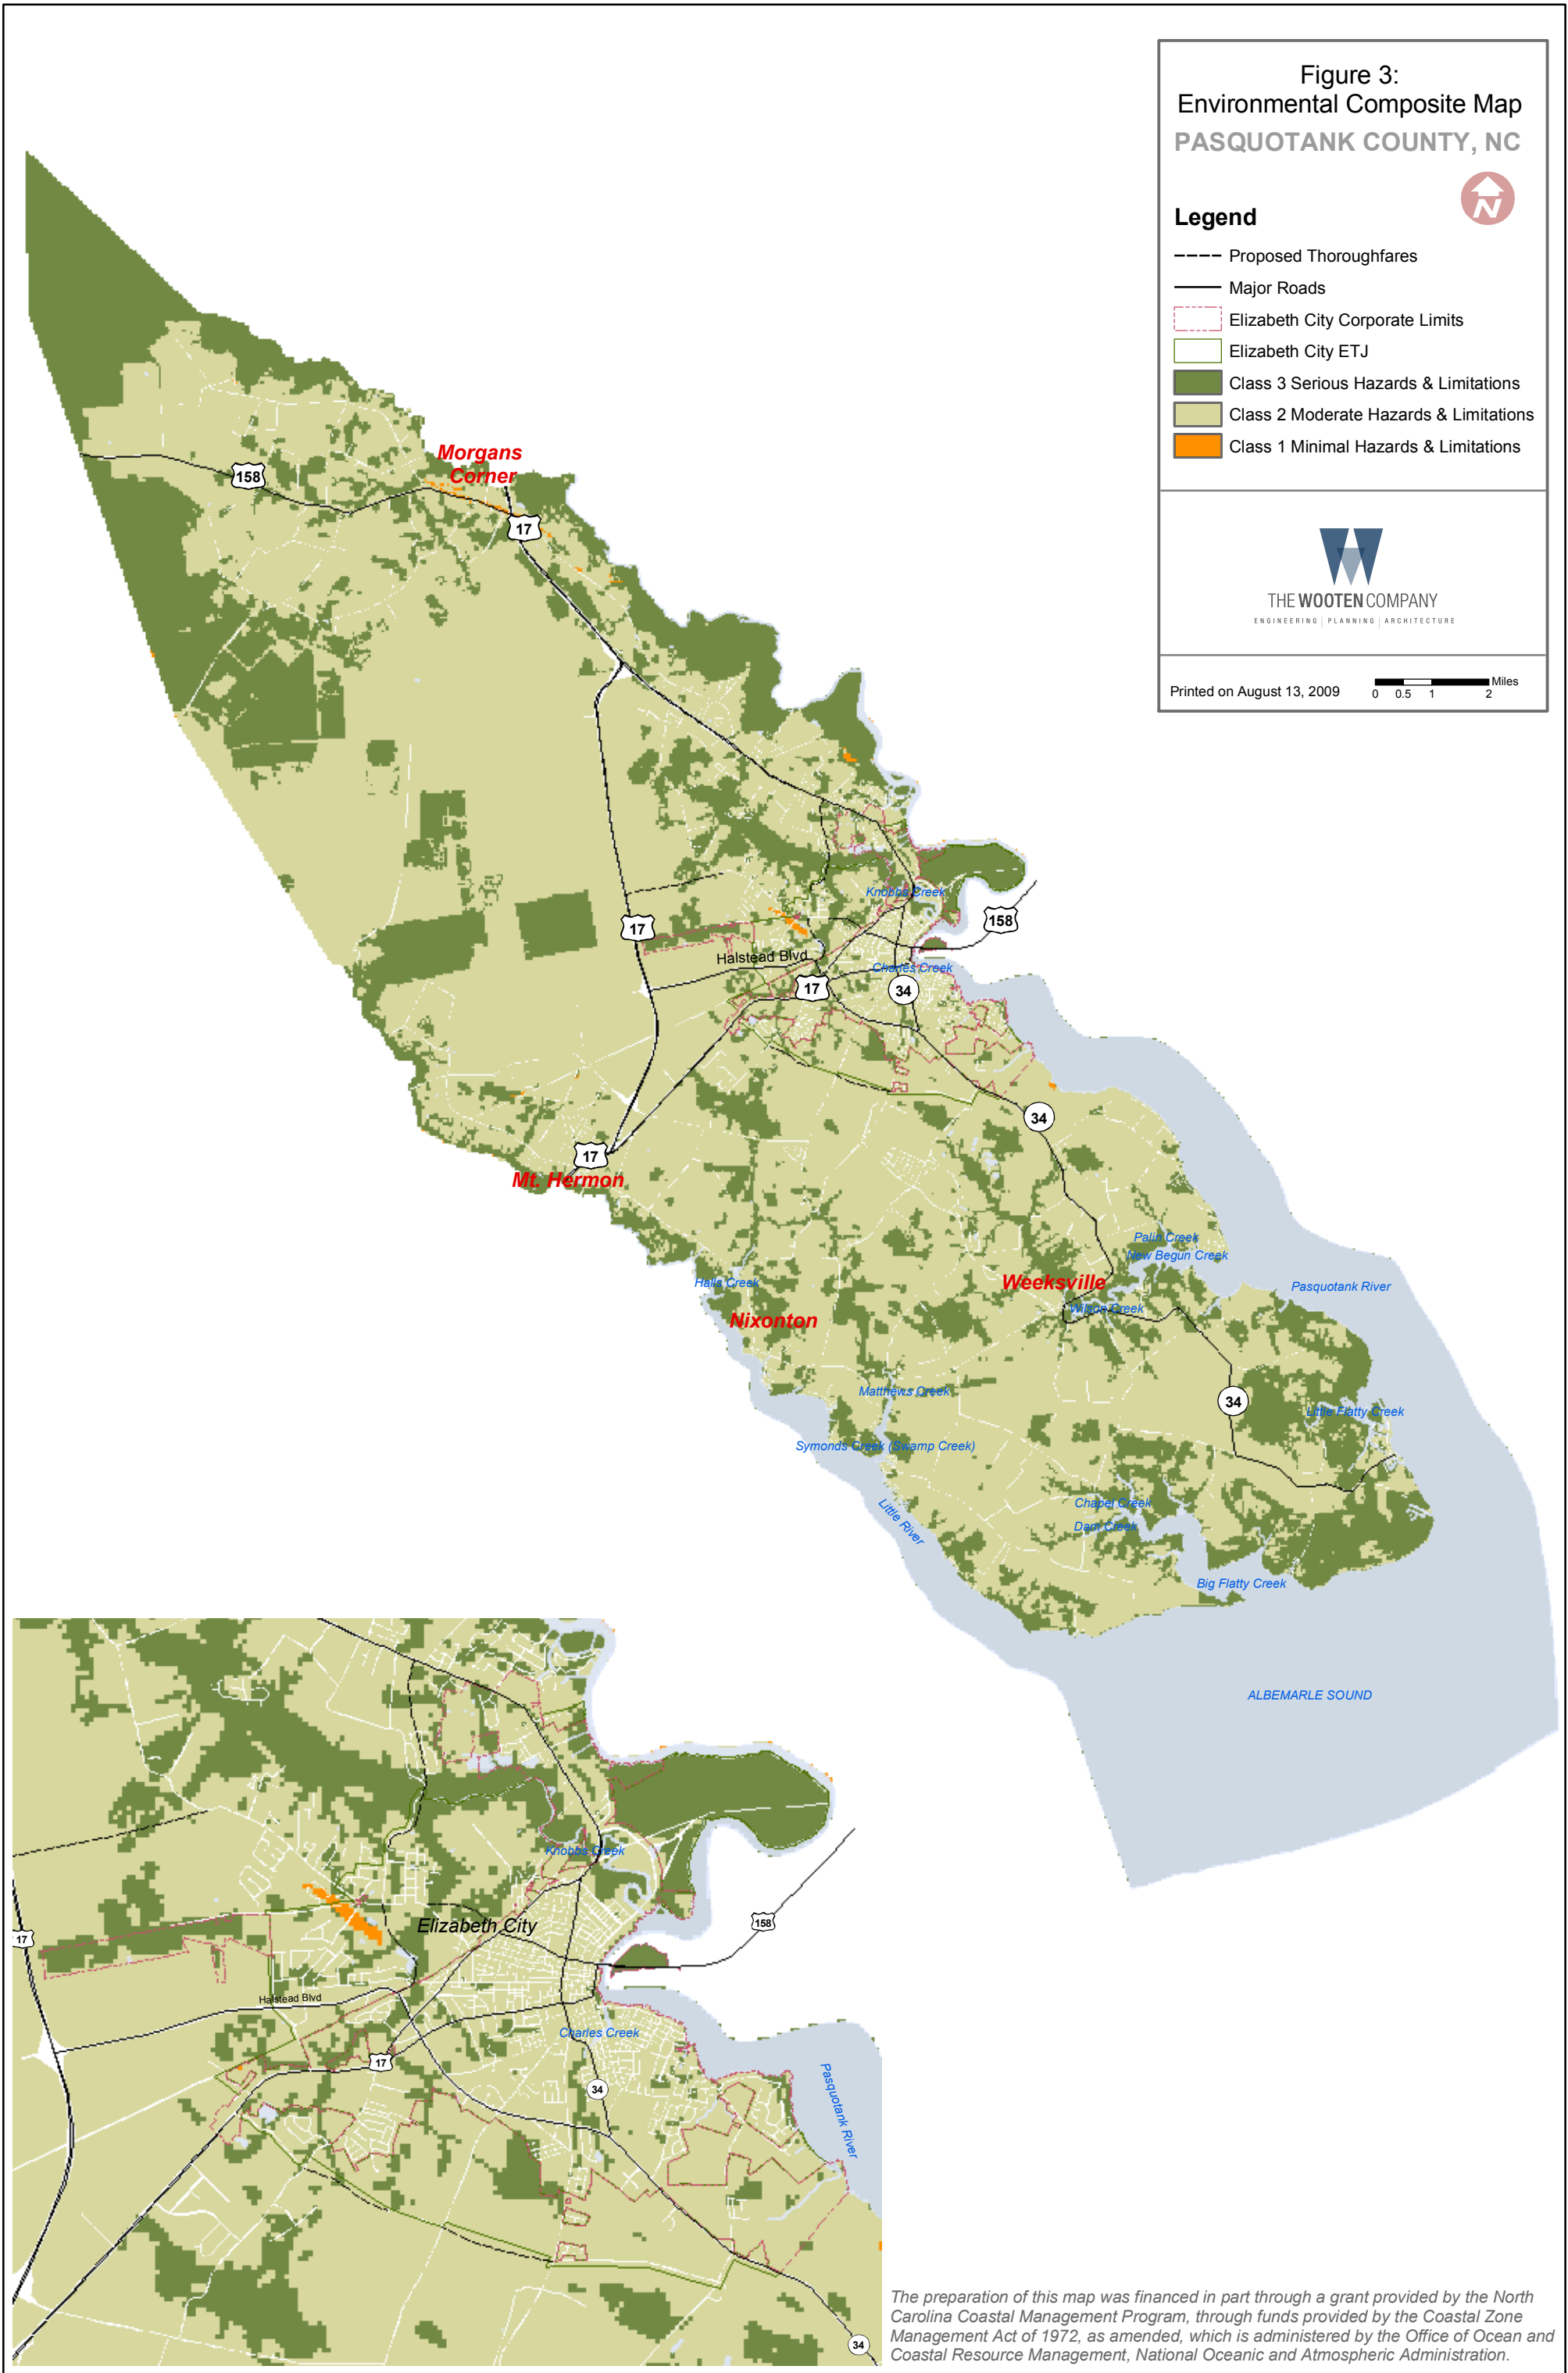 Figure 3:
Environmental Composite Map
PASQUOTANK COUNTY, NC
N
Legend
Proposed Thoroughfares
Major Roads
Elizabeth City Corporate Limits
Elizabeth City ETJ
Class 3 Serious Hazards & Limitations
Class 2 Moderate Hazards & Limitations
Class 1 Minimal Hazards & Limitations
THE WOOTEN COMPANY
ENGINEERING | PLANNING | ARCHITECTURE
Printed on August 13, 2009
Miles
0 0.5 1 2
Morgans
Corner
158
17
Knobbs Creek
158
17
Halstead Blvd
Charles Creek
17
34
34
17
Mt. Hermon
Palin Creek
New Begun Creek
Halls Creek
Weeksville
Pasquotank River
Wilson Creek
Nixonton
Matthews Creek
34
Little Flatty Creek
Symonds Creek (Swamp Creek)
Chapel Creek
Little River
Dam Creek
Big Flatty Creek
ALBEMARLE SOUND
Knobbs Creek
Elizabeth City
158
17
Halstead Blvd
Charles Creek
17
34
Pasquotank River
34
The preparation of this map was financed in part through a grant provided by the North
Carolina Coastal Management Program, through funds provided by the Coastal Zone
Management Act of 1972, as amended, which is administered by the Office of Ocean and
Coastal Resource Management, National Oceanic and Atmospheric Administration.